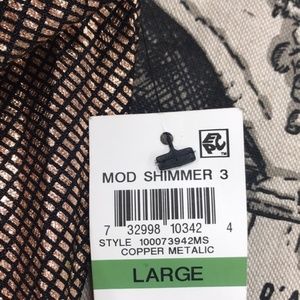 MOD SHIMMER 3
7 32998 10342 4
STYLE 100073942MS
COPPER METALIC
LARGE